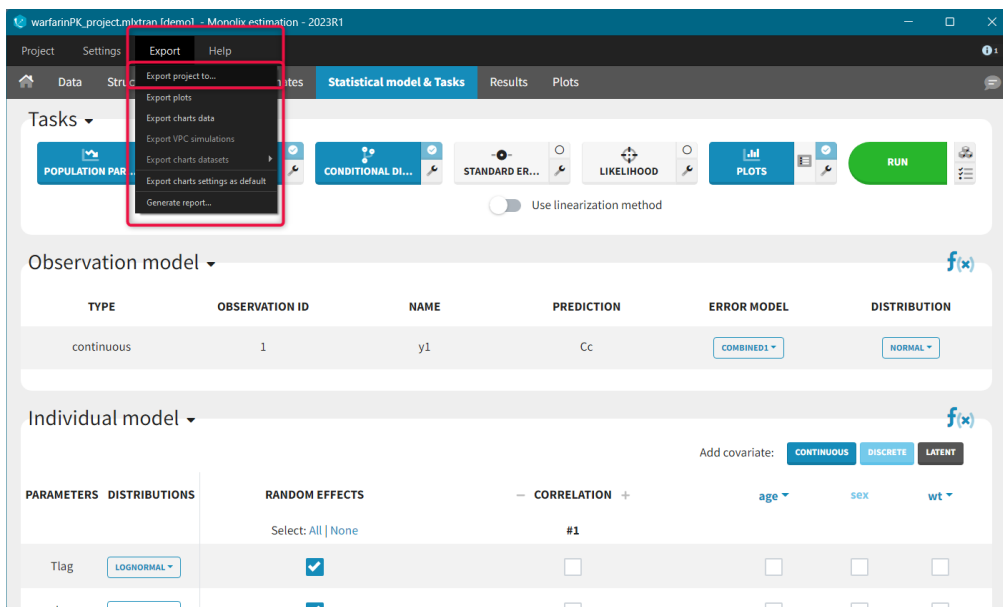 warfarinPK_project.mlxtran [demo] - Monolix estimation - 2023R1
Project Settings Export Help
1
Data Struc ates Statistical model & Tasks Results Plots
Export project to...
Export plots
Export charts data
Export VPC simulations
Export charts datasets
Export charts settings as default
Generate report...
Tasks
POPULATION PAR... CONDITIONAL DI... STANDARD ER... LIKELIHOOD PLOTS RUN
Use linearization method
Observation model
f(x)
TYPE OBSERVATION ID NAME PREDICTION ERROR MODEL DISTRIBUTION
continuous 1 y1 Cc COMBINED1 NORMAL
Individual model
f(x)
Add covariate: CONTINUOUS DISCRETE LATENT
PARAMETERS DISTRIBUTIONS RANDOM EFFECTS − CORRELATION + age sex wt
Select: All | None #1
Tlag LOGNORMAL